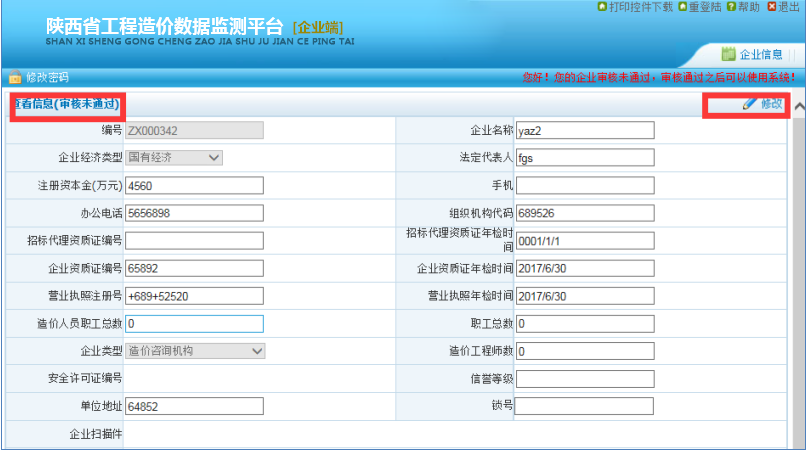 打印控件下载 重登陆 帮助 退出
陕西省工程造价数据监测平台 [企业端]
SHAN XI SHENG GONG CHENG ZAO JIA SHU JU JIAN CE PING TAI
企业信息
修改密码 您好！您的企业审核未通过，审核通过之后可以使用系统！
查看信息(审核未通过) 修改
编号 ZX000342 企业名称 yaz2
企业经济类型 国有经济 法定代表人 fgs
注册资本金(万元) 4560 手机
办公电话 5656898 组织机构代码 689526
招标代理资质证编号 招标代理资质证年检时
间 0001/1/1
企业资质证编号 65892 企业资质证年检时间 2017/6/30
营业执照注册号 +689+52520 营业执照年检时间 2017/6/30
造价人员职工总数 0 职工总数 0
企业类型 造价咨询机构 造价工程师数 0
安全许可证编号 信誉等级
单位地址 64852 锁号
企业扫描件